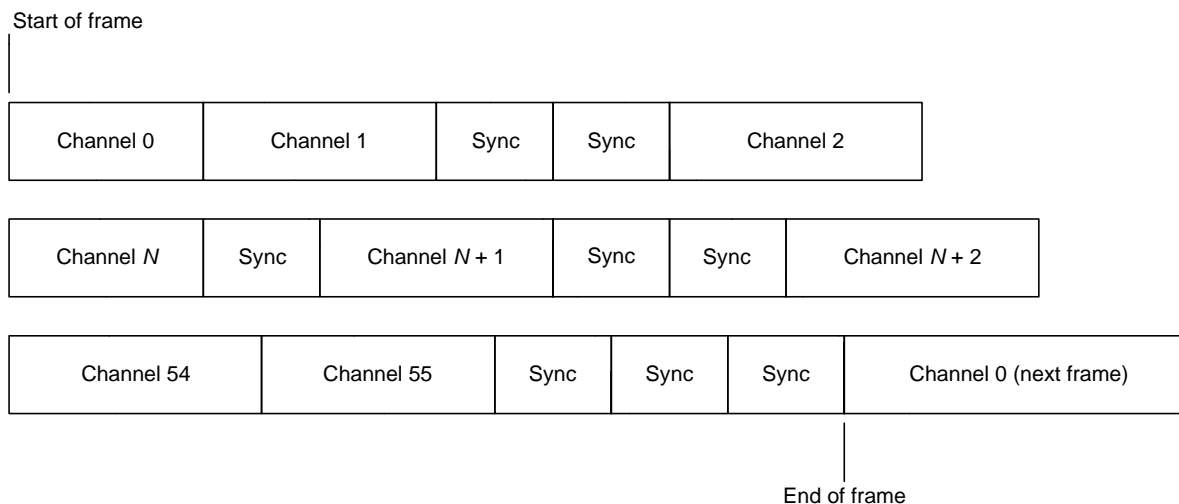 Start of frame
Channel 0 Channel 1 Sync Sync Channel 2
Channel N Sync Channel N + 1 Sync Sync Channel N + 2
Channel 54 Channel 55 Sync Sync Sync Channel 0 (next frame)
End of frame